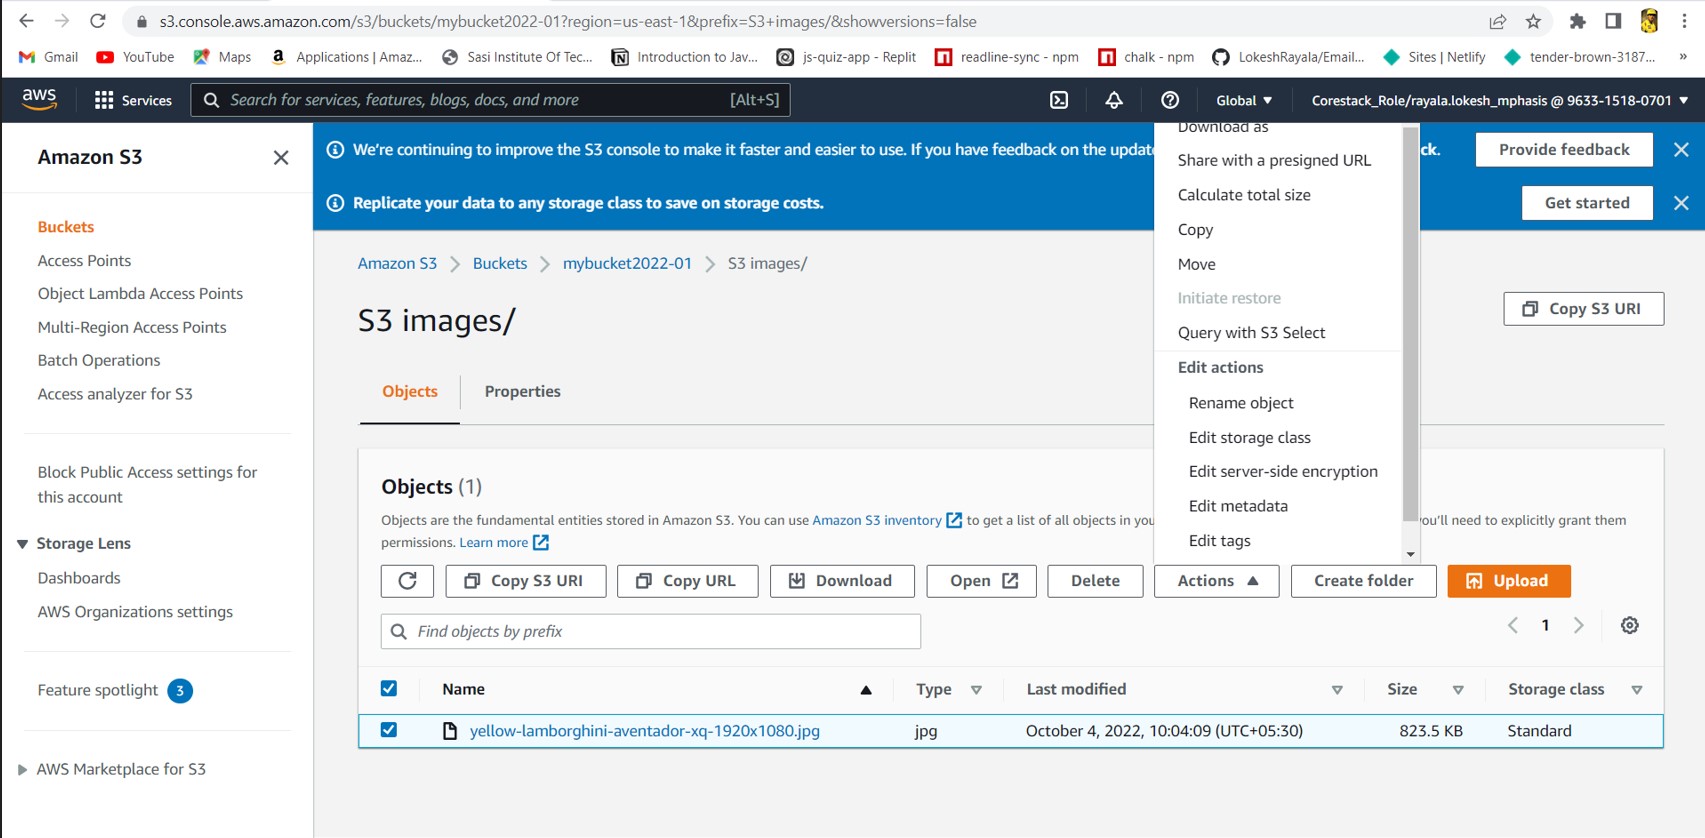 s3.console.aws.amazon.com/s3/buckets/mybucket2022-01?region=us-east-1&prefix=S3+images/&showversions=false
Gmail YouTube Maps Applications | Amaz... Sasi Institute Of Tec... Introduction to Jav... js-quiz-app - Replit readline-sync - npm chalk - npm LokeshRayala/Email... Sites | Netlify tender-brown-3187... »
aws Services Search for services, features, blogs, docs, and more [Alt+S] Global Corestack_Role/rayala.lokesh_mphasis @ 9633-1518-0701
Amazon S3
Buckets
Access Points
Object Lambda Access Points
Multi-Region Access Points
Batch Operations
Access analyzer for S3
Block Public Access settings for
this account
Storage Lens
Dashboards
AWS Organizations settings
Feature spotlight 3
AWS Marketplace for S3
We're continuing to improve the S3 console to make it faster and easier to use. If you have feedback on the updat ck. Provide feedback
Replicate your data to any storage class to save on storage costs. Get started
Amazon S3 Buckets mybucket2022-01 S3 images/
S3 images/
Copy S3 URI
Objects Properties
Download as
Share with a presigned URL
Calculate total size
Copy
Move
Initiate restore
Query with S3 Select
Edit actions
Rename object
Edit storage class
Edit server-side encryption
Edit metadata
Edit tags
Objects (1)
Objects are the fundamental entities stored in Amazon S3. You can use Amazon S3 inventory to get a list of all objects in you you'll need to explicitly grant them
permissions. Learn more
Copy S3 URI Copy URL Download Open Delete Actions Create folder Upload
Find objects by prefix 1
Name Type Last modified Size Storage class
yellow-lamborghini-aventador-xq-1920x1080.jpg jpg October 4, 2022, 10:04:09 (UTC+05:30) 823.5 KB Standard